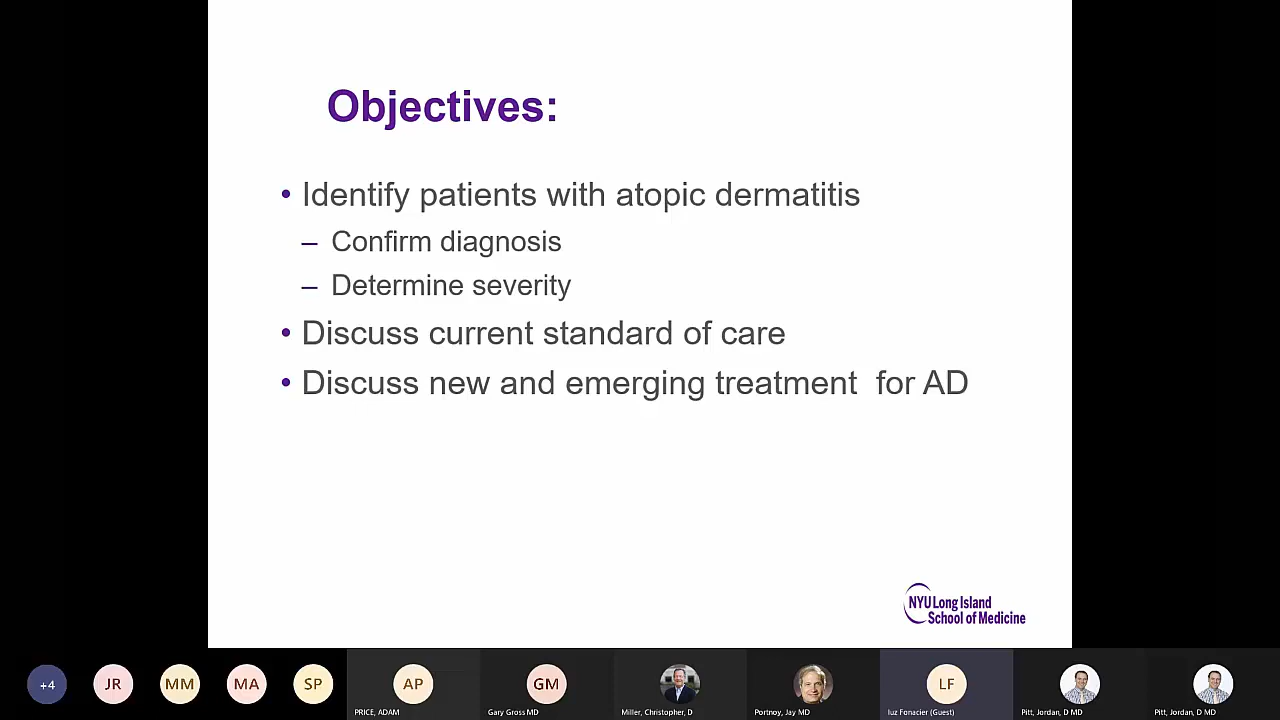 Objectives:
• Identify patients with atopic dermatitis
– Confirm diagnosis
– Determine severity
• Discuss current standard of care
• Discuss new and emerging treatment  for AD
NYU Long Island
School of Medicine
+4
JR
MM
MA
SP
AP
GM
LF
PRICE, ADAM
Gary Gross MD
Miller, Christopher, D
Portnoy, Jay MD
luz Fonacier (Guest)
Pitt, Jordan, D MD
Pitt, Jordan, D MD